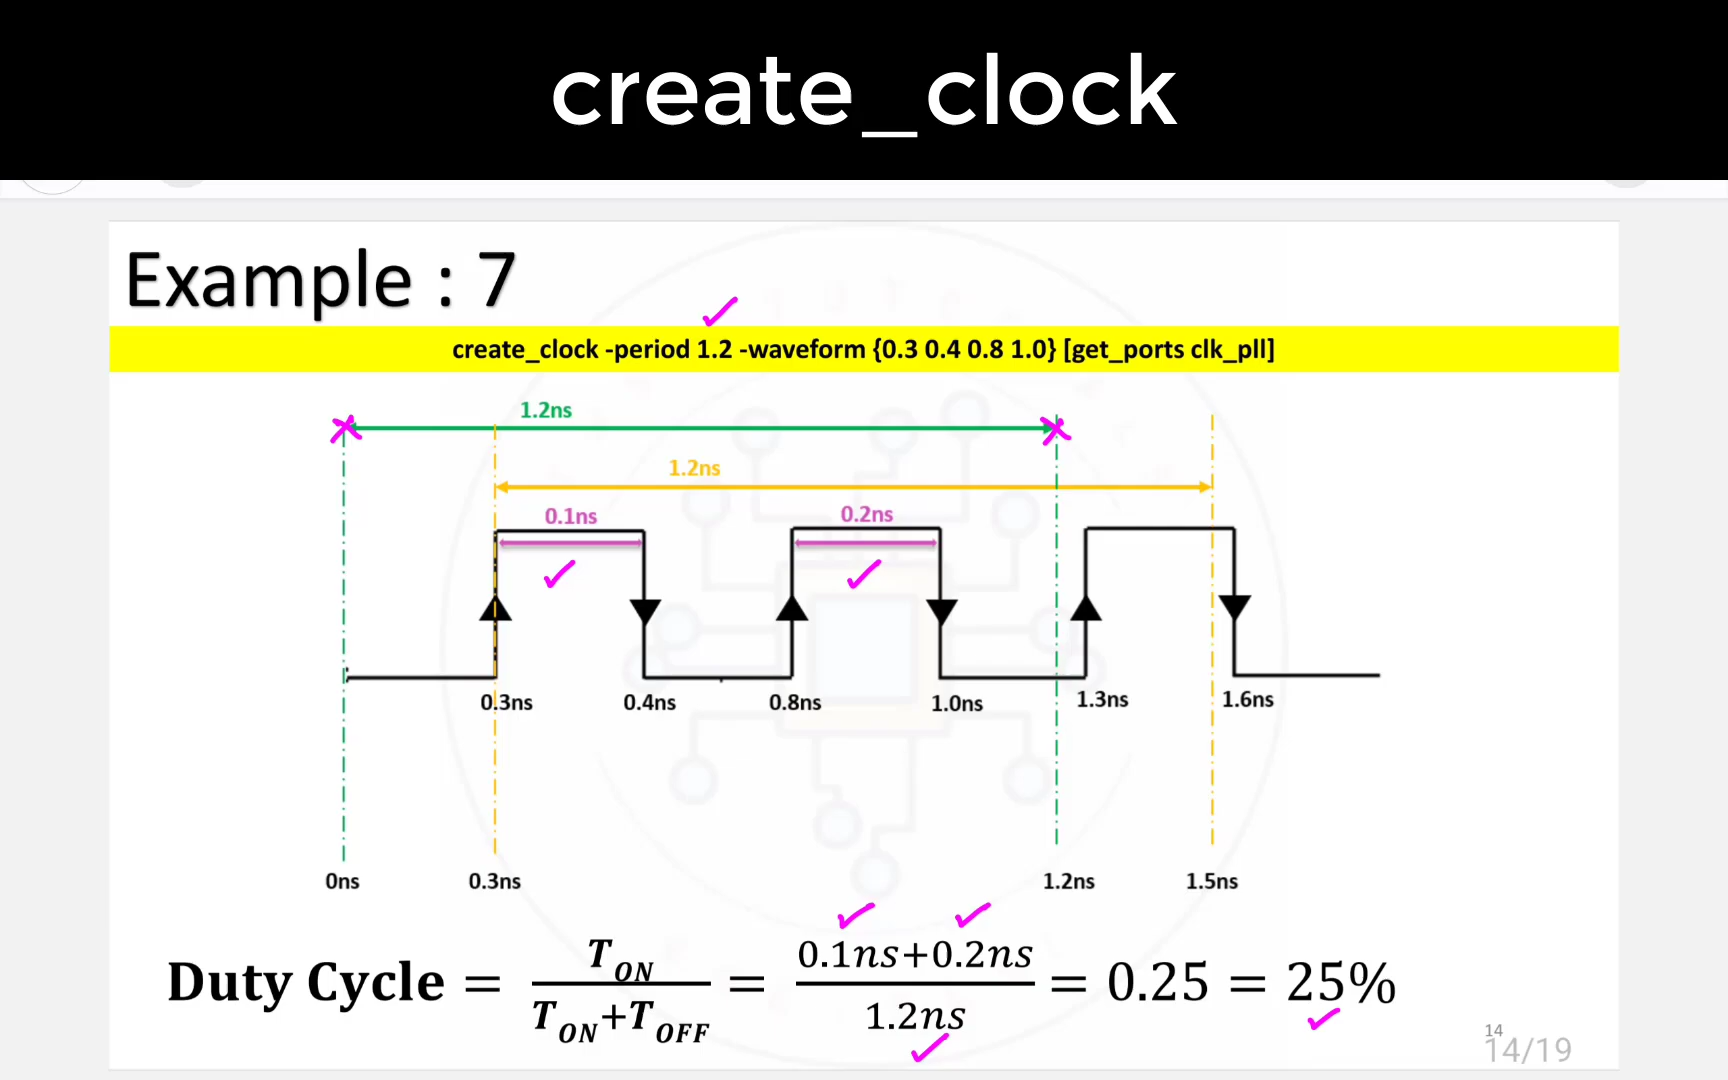 create_clock
Example : 7
create_clock -period 1.2 -waveform {0.3 0.4 0.8 1.0} [get_ports clk_pll]
1.2ns
1.2ns
0.1ns 0.2ns
0.3ns 0.4ns 0.8ns 1.0ns 1.3ns 1.6ns
0ns 0.3ns 1.2ns 1.5ns
Duty Cycle = T_ON / (T_ON+T_OFF) = (0.1ns+0.2ns) / 1.2ns = 0.25 = 25%
14
14/19